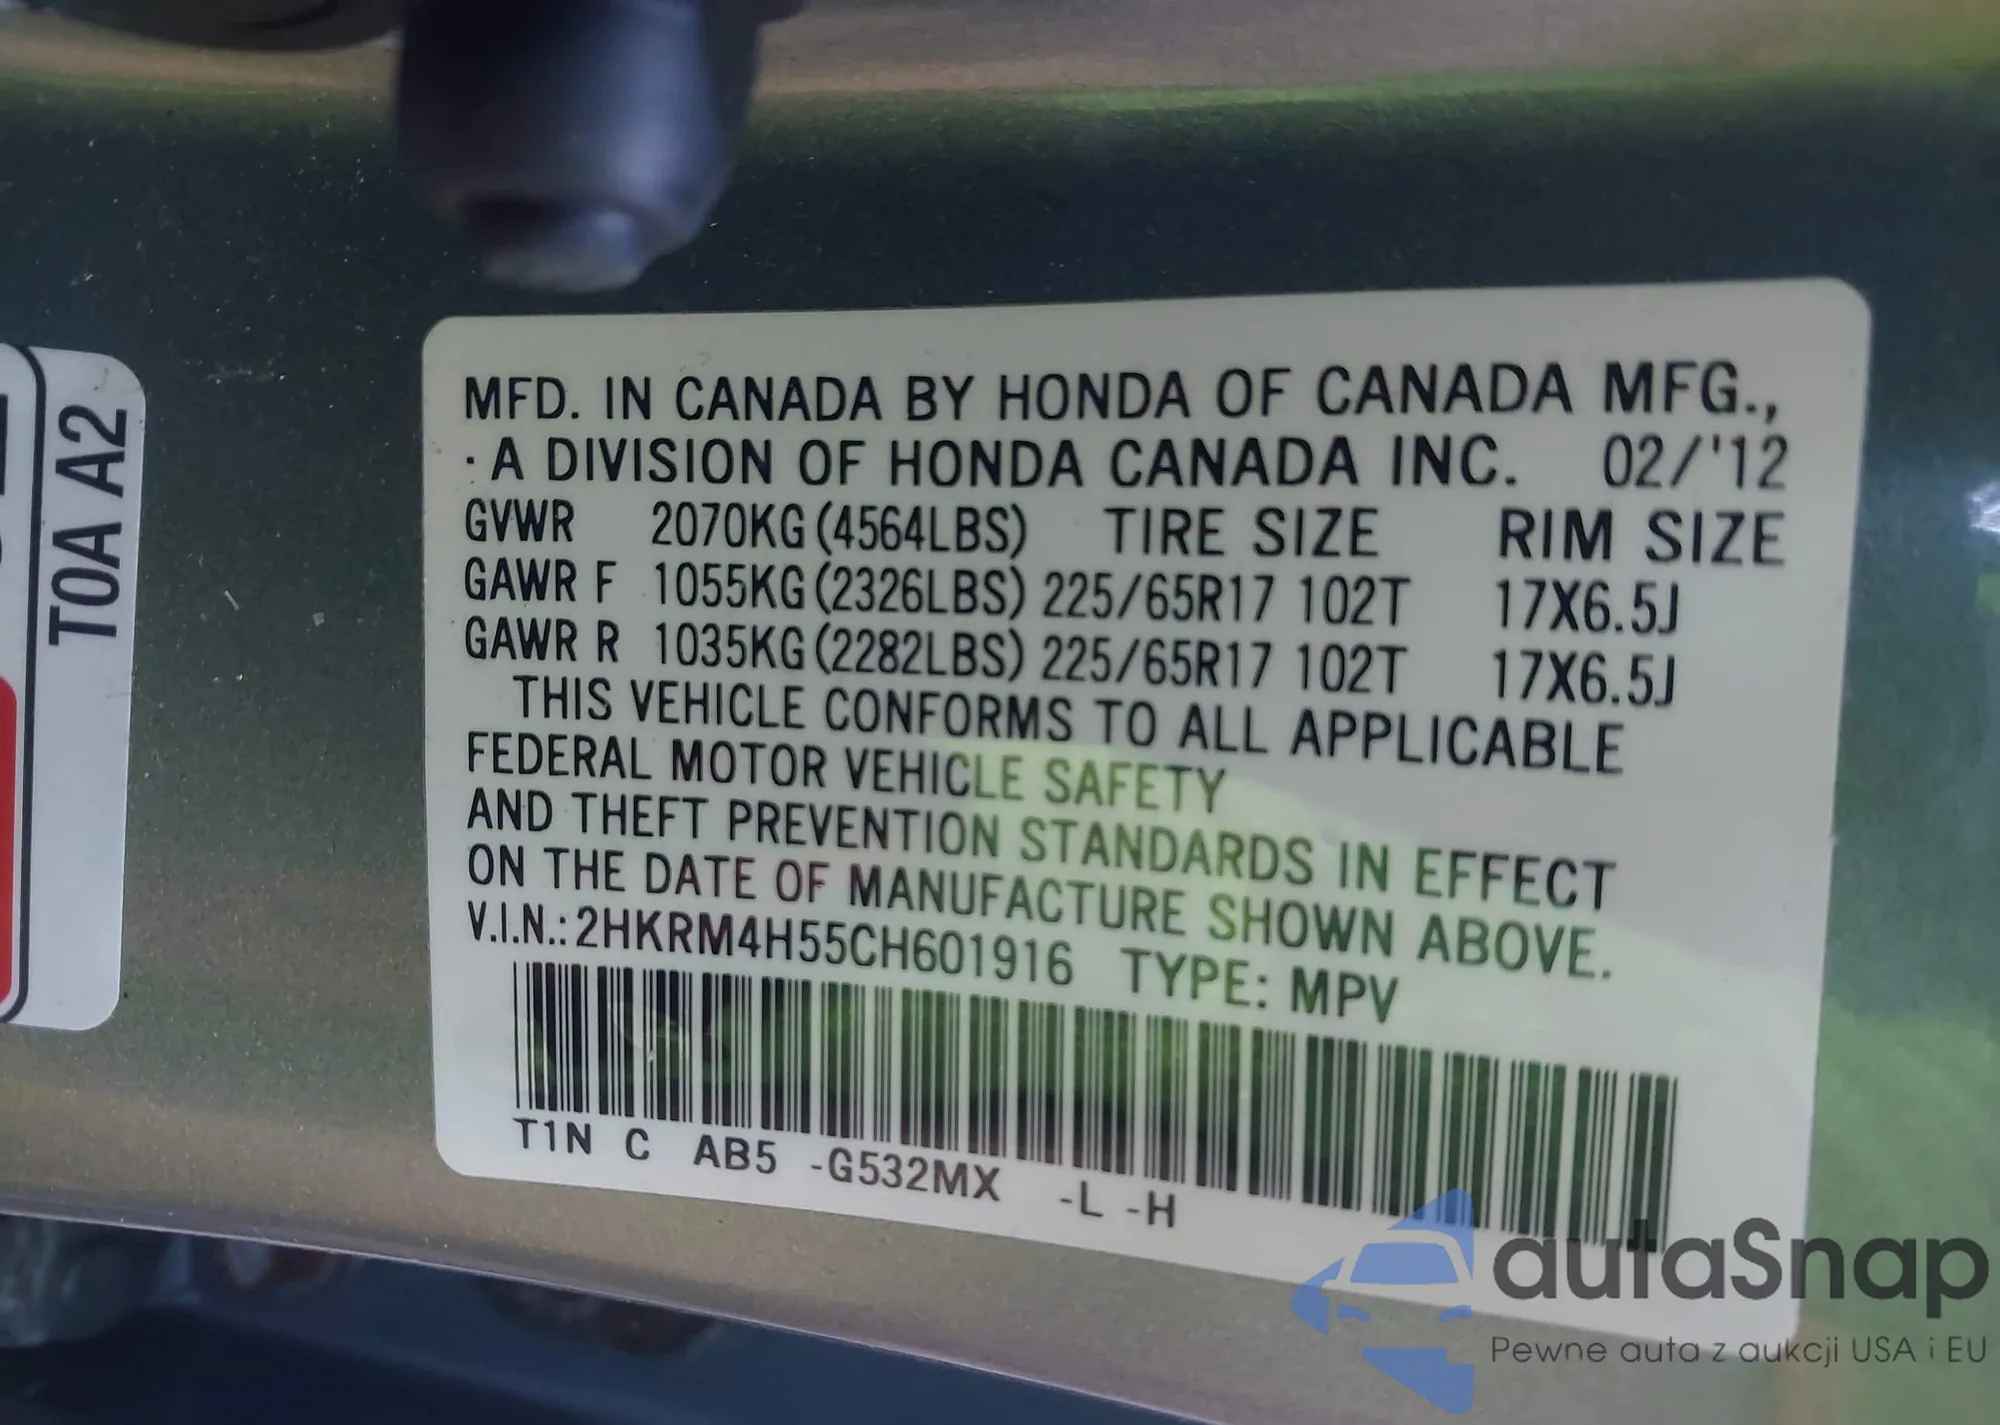 T0A A2
MFD. IN CANADA BY HONDA OF CANADA MFG.,
A DIVISION OF HONDA CANADA INC. 02/'12
GVWR 2070KG (4564LBS) TIRE SIZE RIM SIZE
GAWR F 1055KG (2326LBS) 225/65R17 102T 17X6.5J
GAWR R 1035KG (2282LBS) 225/65R17 102T 17X6.5J
THIS VEHICLE CONFORMS TO ALL APPLICABLE
FEDERAL MOTOR VEHICLE SAFETY
AND THEFT PREVENTION STANDARDS IN EFFECT
ON THE DATE OF MANUFACTURE SHOWN ABOVE.
V.I.N.: 2HKRM4H55CH601916 TYPE: MPV
T1N C AB5 -G532MX -L -H
autaSnap
Pewne auta z aukcji USA i EU